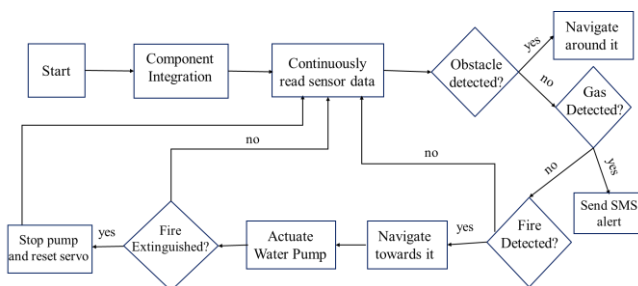 Start
Component
Integration
Continuously
read sensor data
Obstacle
detected?
yes
Navigate
around it
no
Gas
Detected?
yes
Send SMS
alert
no
Fire
Detected?
no
yes
Navigate
towards it
Actuate
Water Pump
Fire
Extinguished?
no
yes
Stop pump
and reset servo